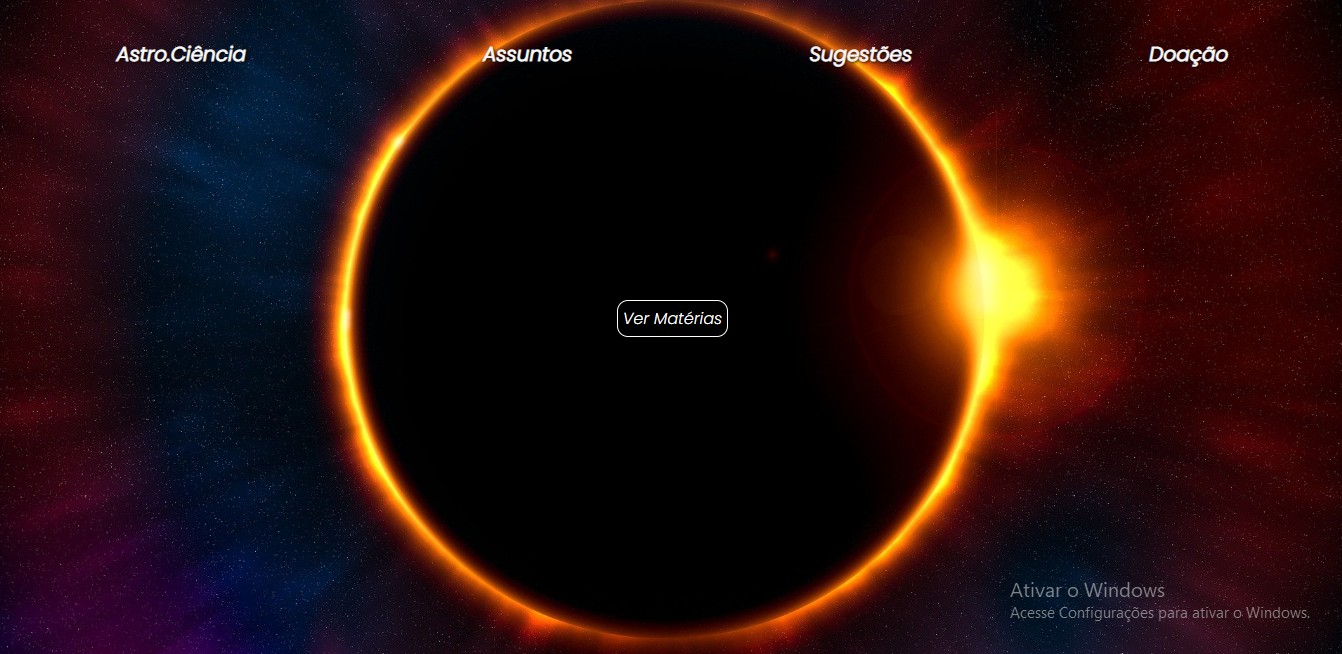 Astro.Ciência
Assuntos
Sugestões
Doação
Ver Matérias
Ativar o Windows
Acesse Configurações para ativar o Windows.